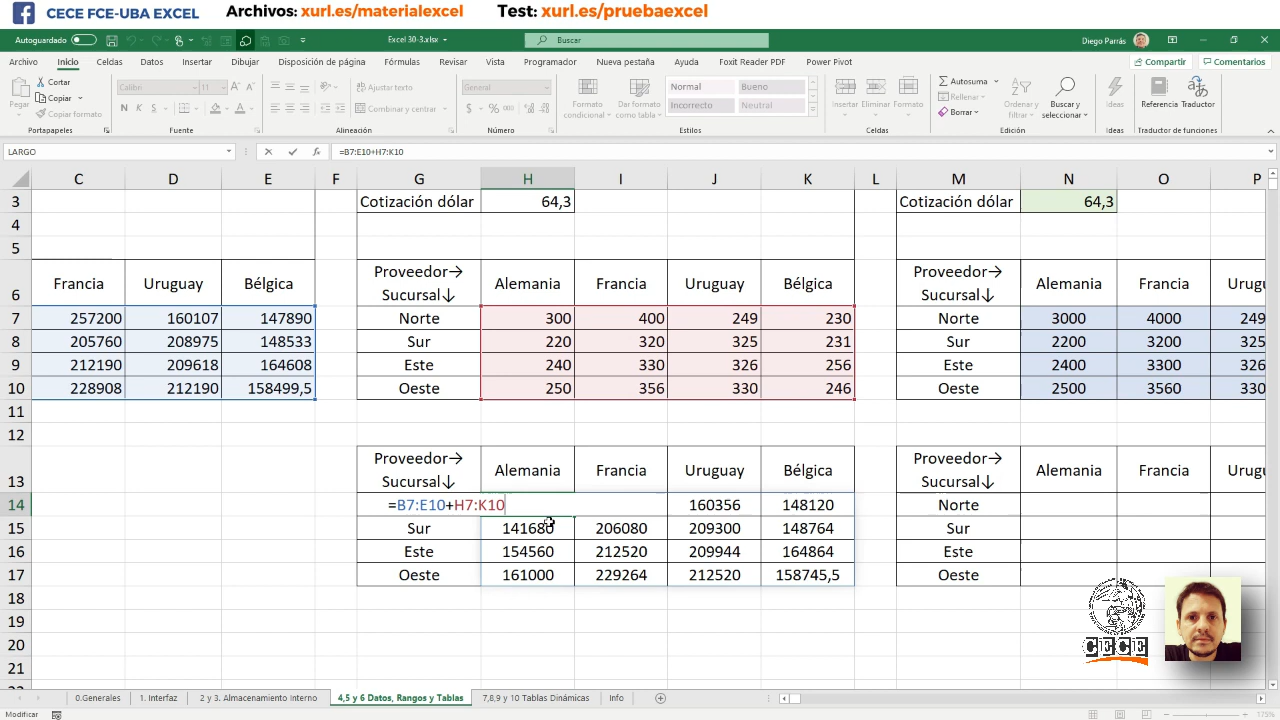 CECE FCE-UBA EXCEL Archivos: xurl.es/materialexcel Test: xurl.es/pruebaexcel
Autoguardado Excel 30-3.xlsx Buscar Diego Parrás
Archivo Inicio Celdas Datos Insertar Dibujar Disposición de página Fórmulas Revisar Vista Programador Nueva pestaña Ayuda Foxit Reader PDF Power Pivot Compartir Comentarios
Pegar Cortar Copiar Copiar formato
Calibri 11
N K S
Ajustar texto
Combinar y centrar
General
$ % 000
Formato condicional Dar formato como tabla
Normal Bueno
Incorrecto Neutral
Insertar Eliminar Formato
Autosuma Rellenar Borrar
Ordenar y filtrar Buscar y seleccionar
Ideas Referencia Traductor
Portapapeles Fuente Alineación Número Estilos Celdas Edición Ideas Traductor de funciones
LARGO fx =B7:E10+H7:K10
C D E F G H I J K L M N O P
3 Cotización dólar 64,3 Cotización dólar 64,3
4
5
6 Francia Uruguay Bélgica Proveedor→ Sucursal↓ Alemania Francia Uruguay Bélgica Proveedor→ Sucursal↓ Alemania Francia Urugu
7 257200 160107 147890 Norte 300 400 249 230 Norte 3000 4000 249
8 205760 208975 148533 Sur 220 320 325 231 Sur 2200 3200 325
9 212190 209618 164608 Este 240 330 326 256 Este 2400 3300 326
10 228908 212190 158499,5 Oeste 250 356 330 246 Oeste 2500 3560 330
11
12
13 Proveedor→ Sucursal↓ Alemania Francia Uruguay Bélgica Proveedor→ Sucursal↓ Alemania Francia Urugu
14 =B7:E10+H7:K10 160356 148120 Norte
15 Sur 141680 206080 209300 148764 Sur
16 Este 154560 212520 209944 164864 Este
17 Oeste 161000 229264 212520 158745,5 Oeste
18
19
20
21
CECE
0.Generales 1. Interfaz 2 y 3. Almacenamiento Interno 4,5 y 6 Datos, Rangos y Tablas 7,8,9 y 10 Tablas Dinámicas Info
Modificar 175%